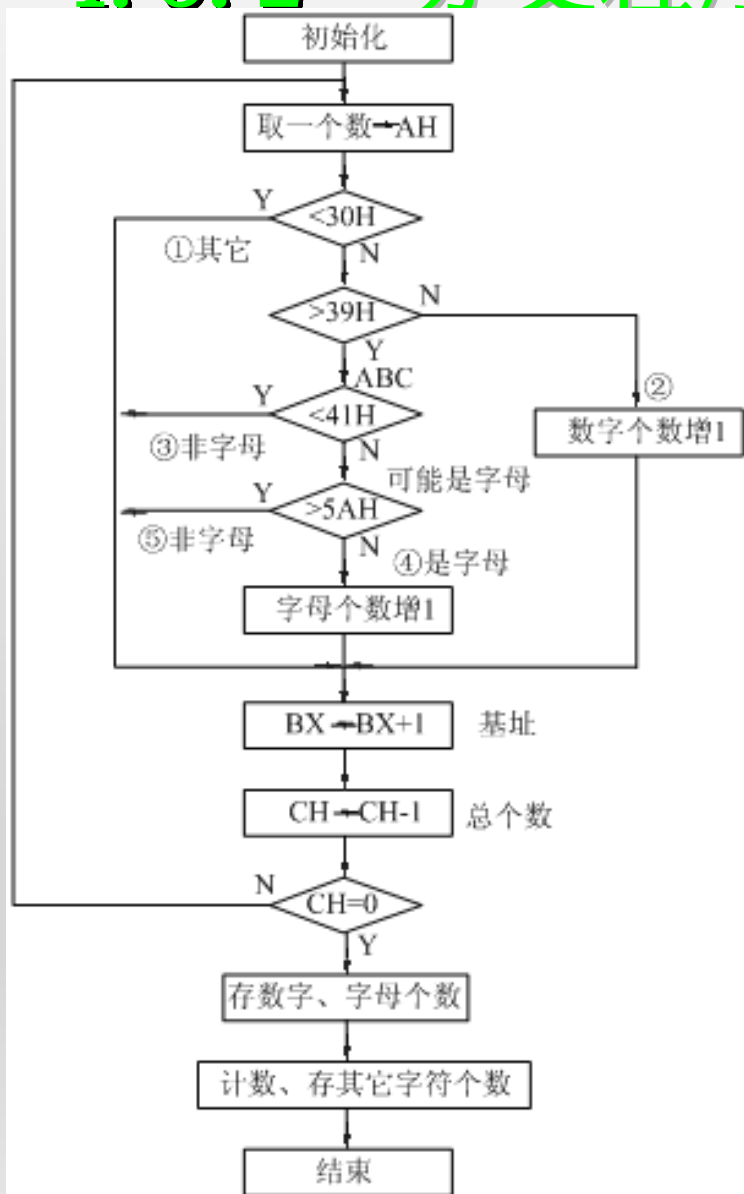 初始化
取一个数→AH
Y
<30H
①其它
N
>39H
N
Y
ABC
②
Y
<41H
数字个数增1
③非字母
N
可能是字母
Y
>5AH
⑤非字母
N
④是字母
字母个数增1
BX←BX+1
基址
CH←CH-1
总个数
N
CH=0
Y
存数字、字母个数
计数、存其它字符个数
结束